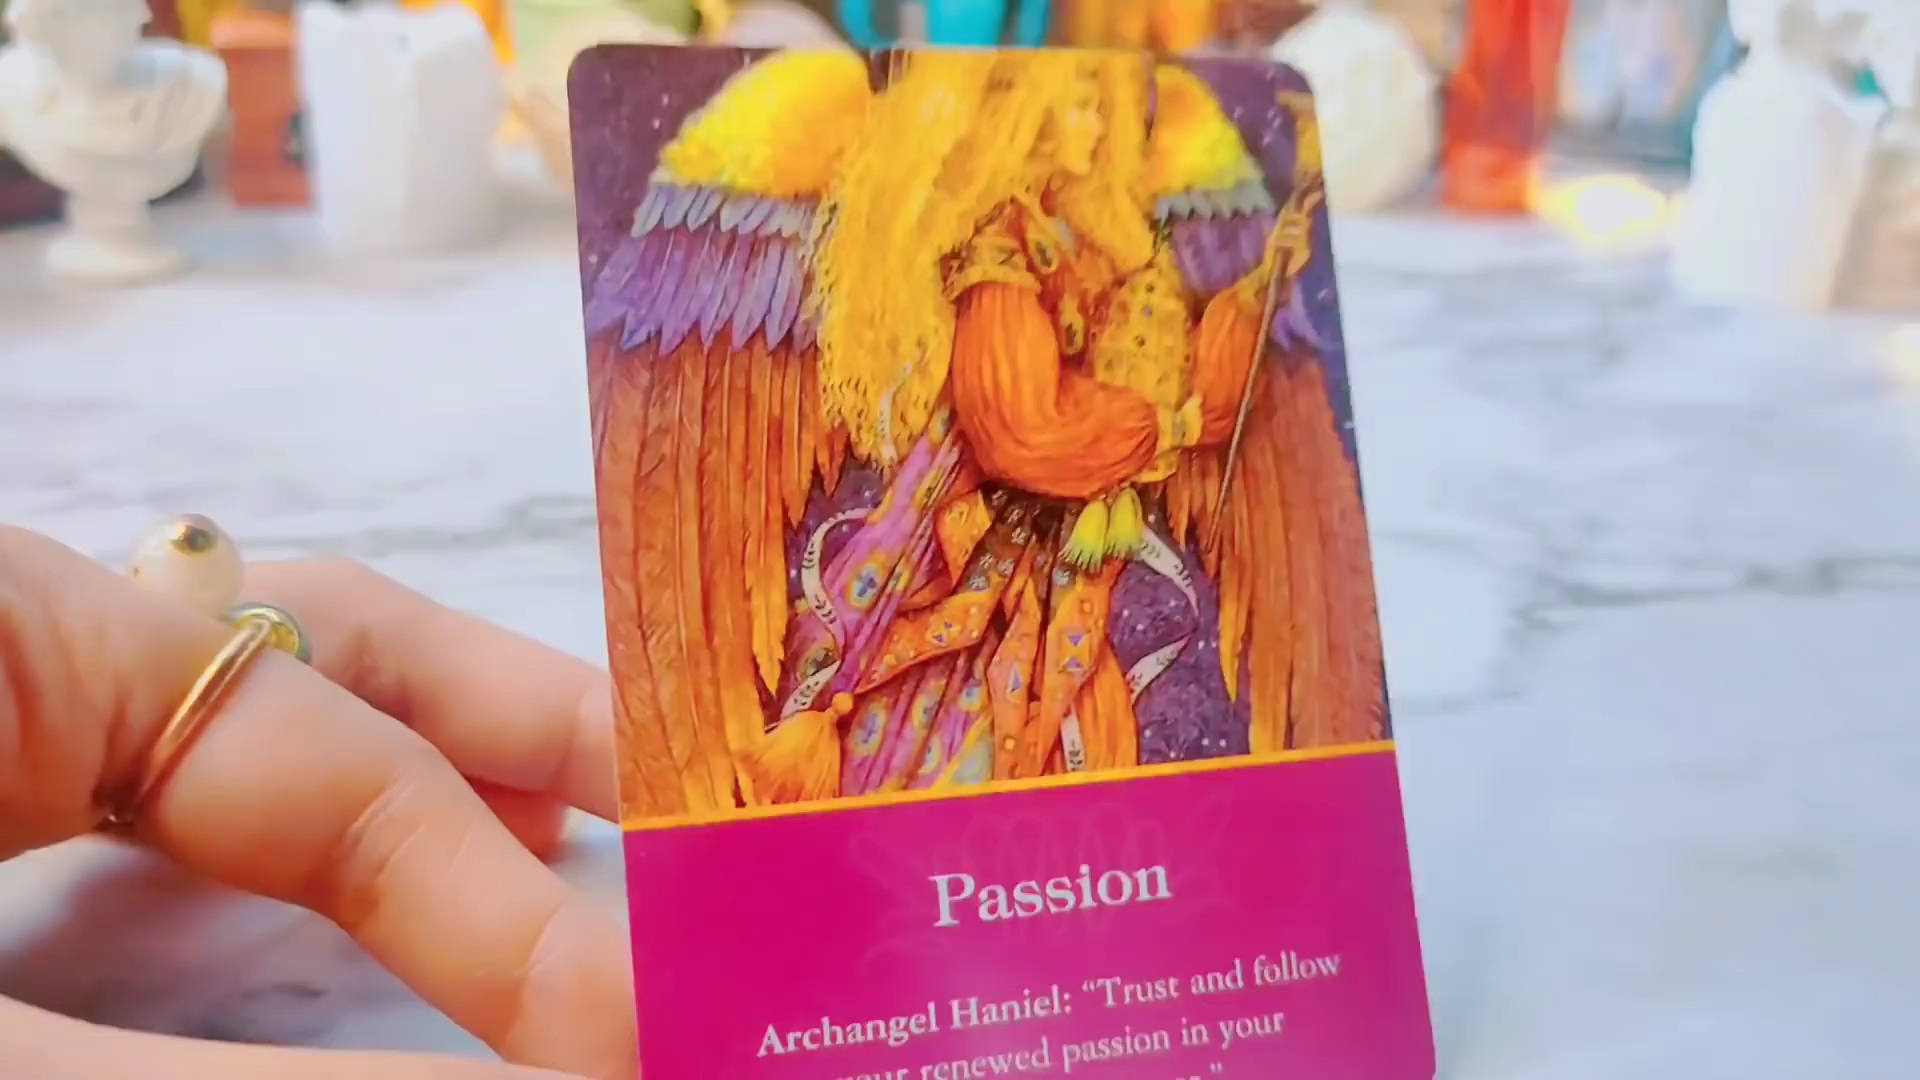 Passion
Archangel Haniel: “Trust and follow
your renewed passion in your